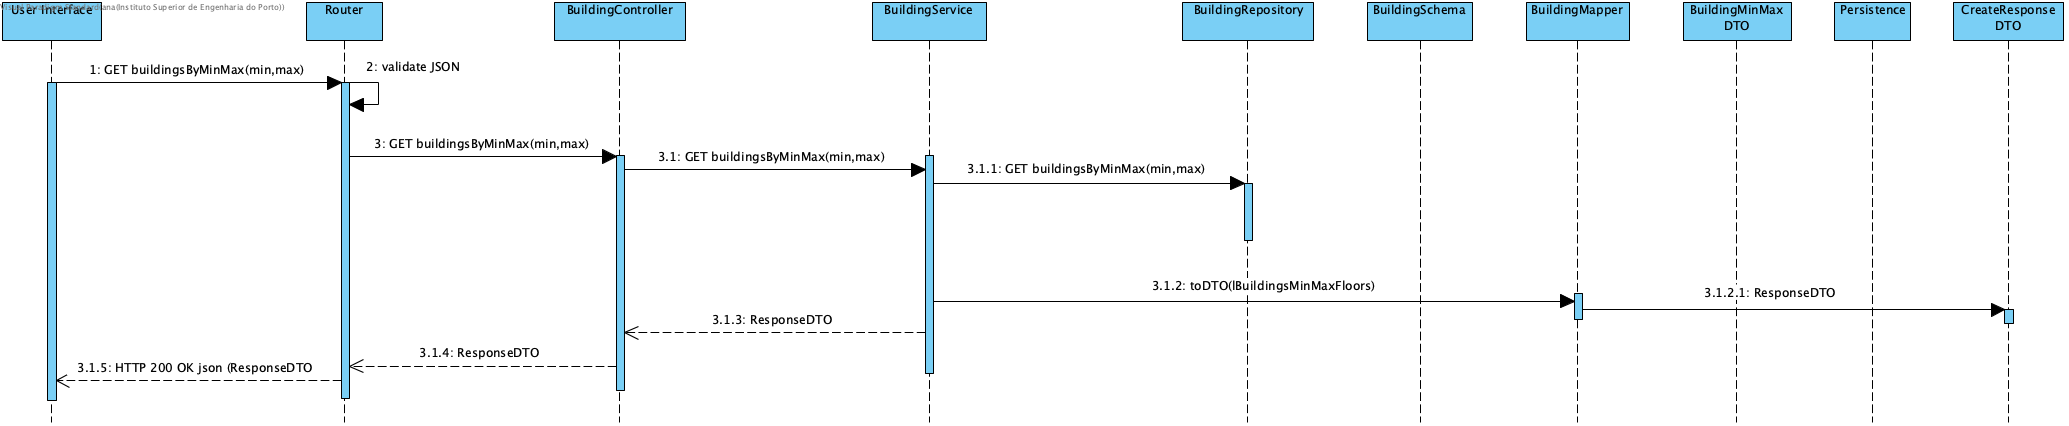 User Interface
Router
BuildingController
BuildingService
BuildingRepository
BuildingSchema
BuildingMapper
BuildingMinMax
DTO
Persistence
CreateResponse
DTO
(Instituto Superior de Engenharia do Porto))
1: GET buildingsByMinMax(min,max)
2: validate JSON
3: GET buildingsByMinMax(min,max)
3.1: GET buildingsByMinMax(min,max)
3.1.1: GET buildingsByMinMax(min,max)
3.1.2: toDTO(lBuildingsMinMaxFloors)
3.1.2.1: ResponseDTO
3.1.3: ResponseDTO
3.1.4: ResponseDTO
3.1.5: HTTP 200 OK json (ResponseDTO